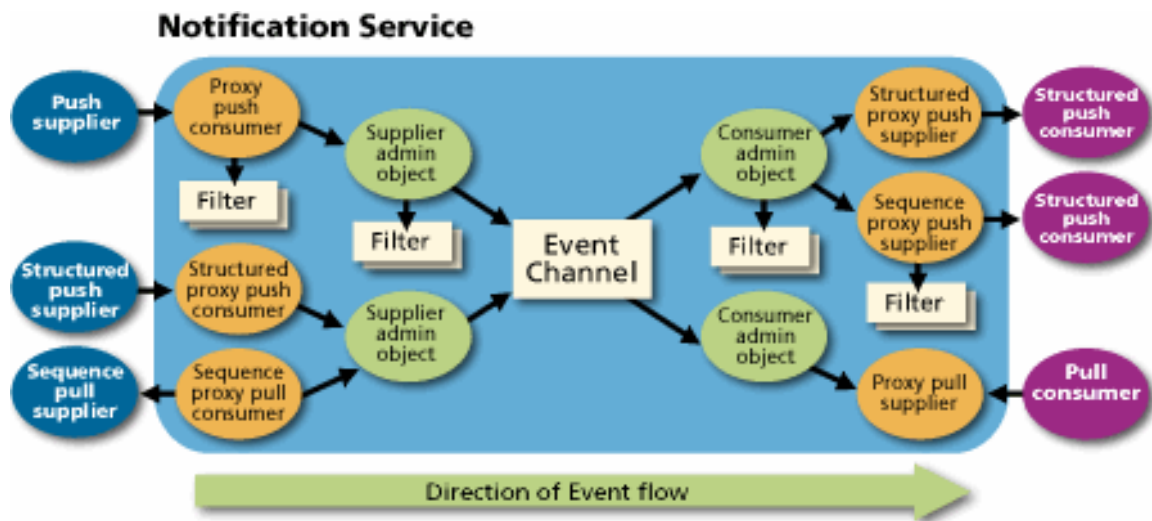 Notification Service
Push
supplier
Proxy
push
consumer
Supplier
admin
object
Consumer
admin
object
Structured
proxy push
supplier
Structured
push
consumer
Filter
Filter
Event
Channel
Filter
Sequence
proxy push
supplier
Structured
push
consumer
Filter
Structured
push
supplier
Structured
proxy push
consumer
Supplier
admin
object
Consumer
admin
object
Sequence
pull
supplier
Sequence
proxy pull
consumer
Proxy pull
supplier
Pull
consumer
Direction of Event flow